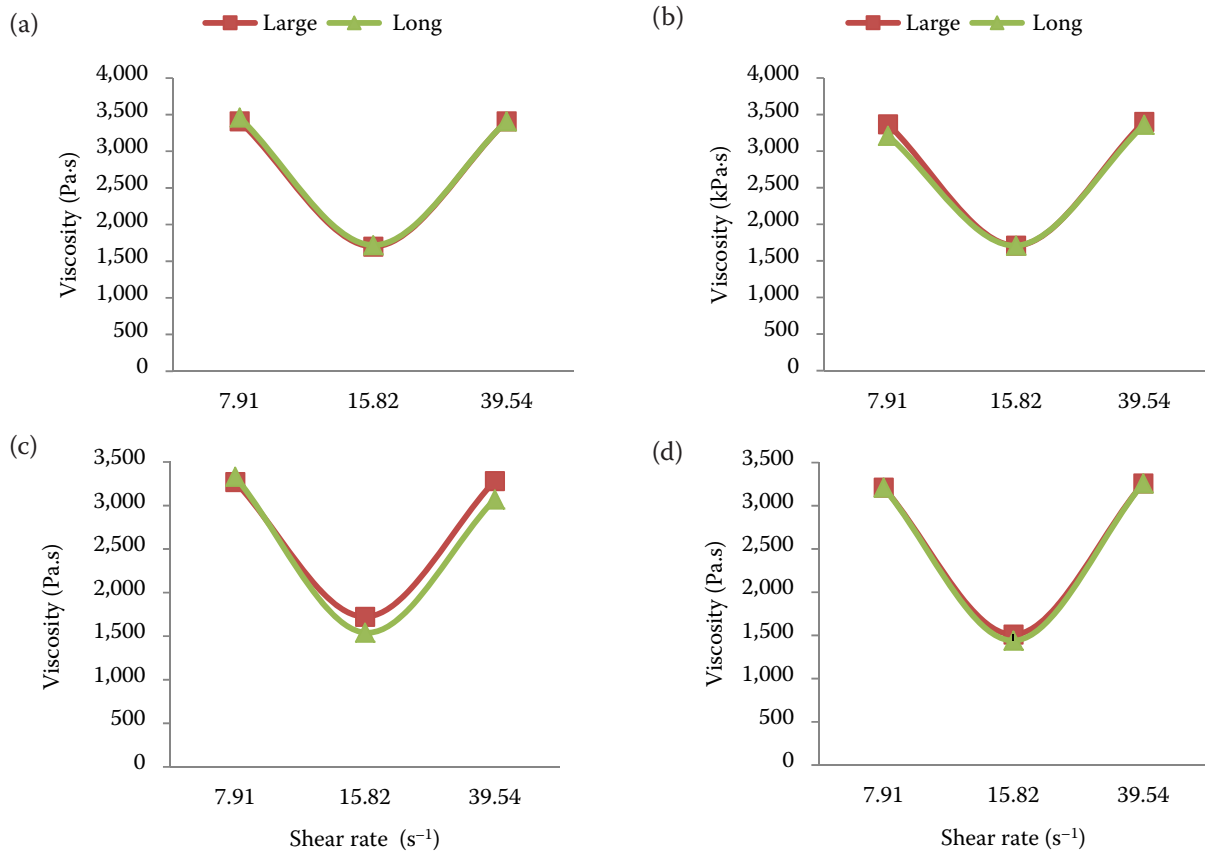 (a)
Large Long
4,000
3,500
3,000
2,500
2,000
1,500
1,000
500
0
Viscosity (Pa·s)
7.91 15.82 39.54
(b)
Large Long
4,000
3,500
3,000
2,500
2,000
1,500
1,000
500
0
Viscosity (kPa·s)
7.91 15.82 39.54
(c)
3,500
3,000
2,500
2,000
1,500
1,000
500
0
Viscosity (Pa.s)
7.91 15.82 39.54
Shear rate (s⁻¹)
(d)
3,500
3,000
2,500
2,000
1,500
1,000
500
0
Viscosity (Pa.s)
7.91 15.82 39.54
Shear rate (s⁻¹)